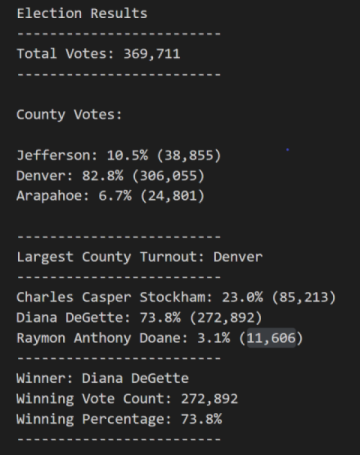 Election Results
-------------------------
Total Votes: 369,711
-------------------------
County Votes:
Jefferson: 10.5% (38,855)
Denver: 82.8% (306,055)
Arapahoe: 6.7% (24,801)
-------------------------
Largest County Turnout: Denver
-------------------------
Charles Casper Stockham: 23.0% (85,213)
Diana DeGette: 73.8% (272,892)
Raymon Anthony Doane: 3.1% (11,606)
-------------------------
Winner: Diana DeGette
Winning Vote Count: 272,892
Winning Percentage: 73.8%
-------------------------